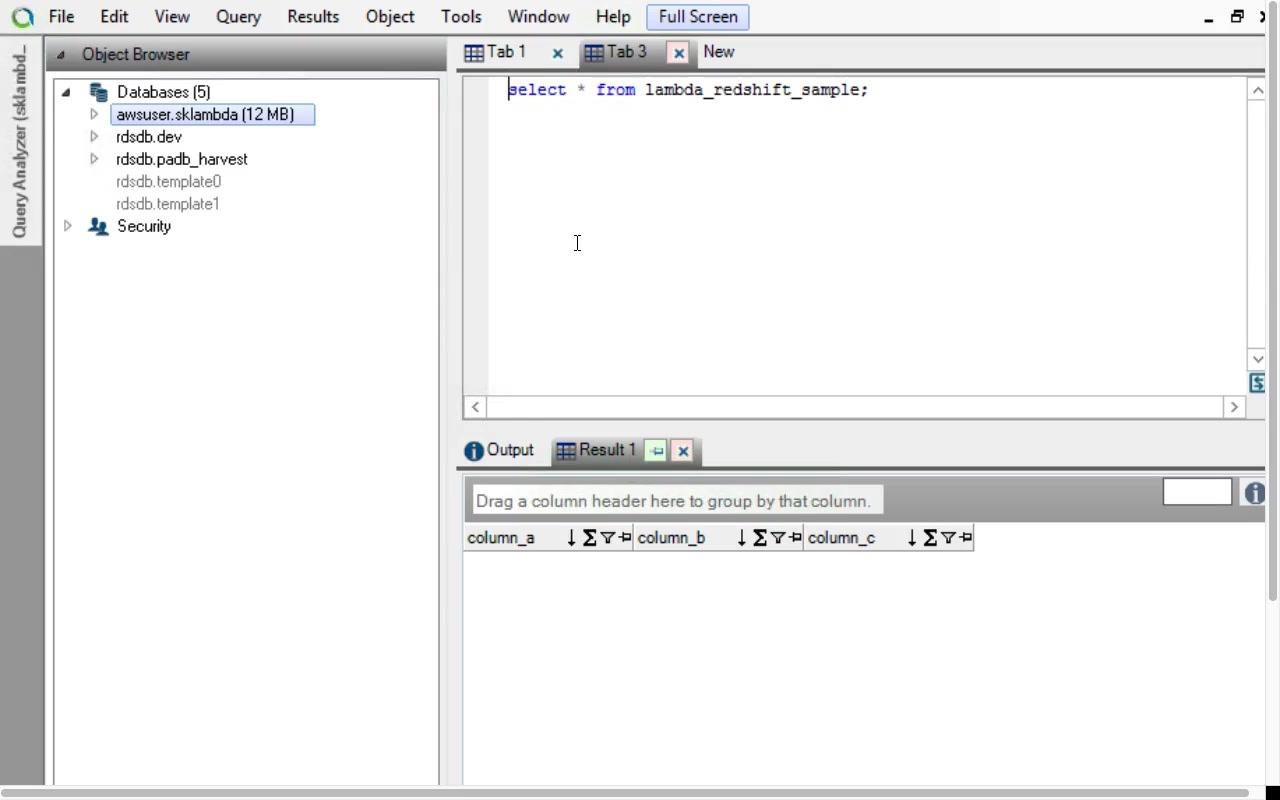 File Edit View Query Results Object Tools Window Help Full Screen
Query Analyzer (sklambd...
Object Browser
Databases (5)
awsuser.sklambda (12 MB)
rdsdb.dev
rdsdb.padb_harvest
rdsdb.template0
rdsdb.template1
Security
Tab 1 Tab 3 New
select * from lambda_redshift_sample;
Output Result 1
Drag a column header here to group by that column.
column_a column_b column_c